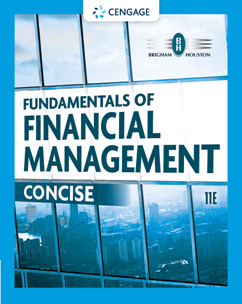 CENGAGE
BRIGHAM
B
H
HOUSTON
FUNDAMENTALS OF
FINANCIAL
MANAGEMENT
CONCISE
11E